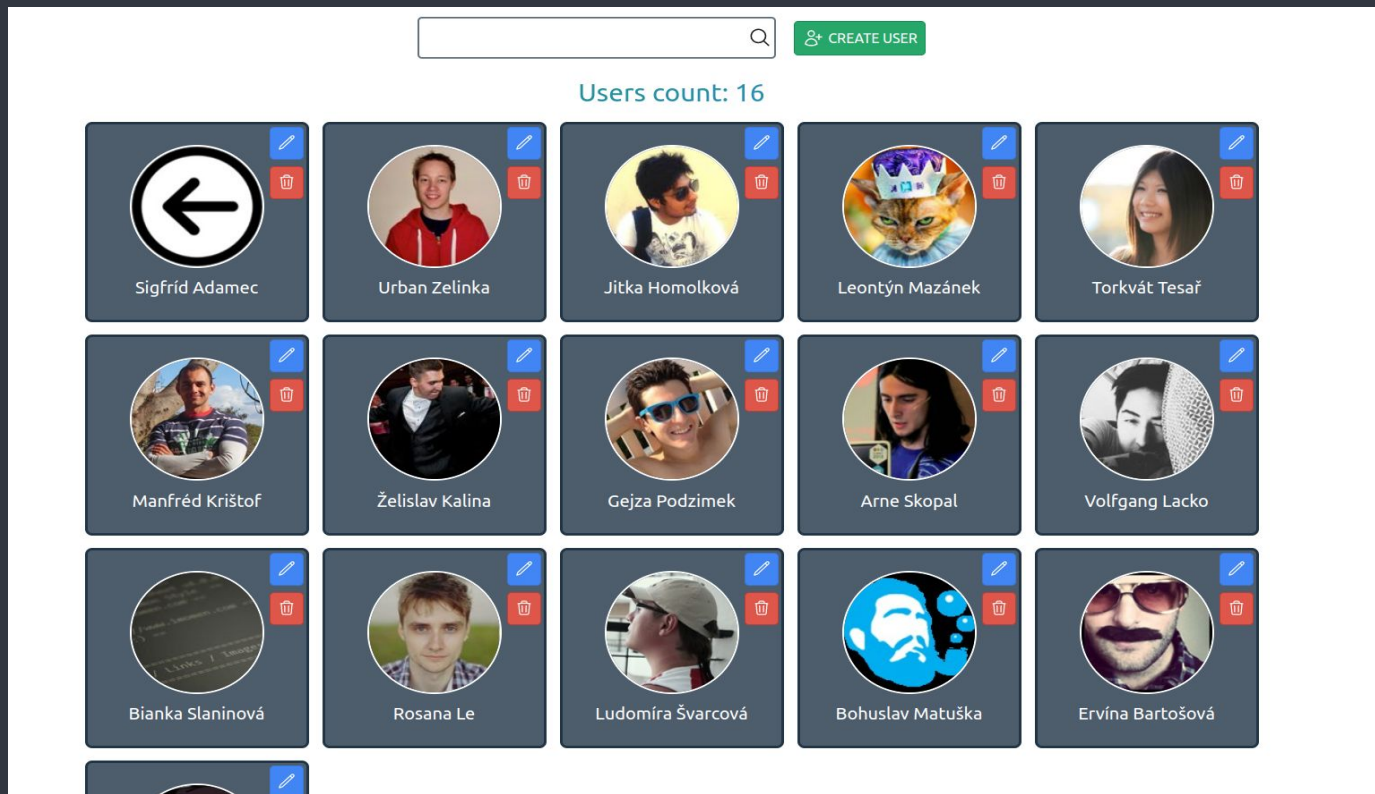 CREATE USER
Users count: 16
Sigfríd Adamec
Urban Zelinka
Jitka Homolková
Leontýn Mazánek
Torkvát Tesař
Manfréd Krištof
Želislav Kalina
Gejza Podzimek
Arne Skopal
Volfgang Lacko
Bianka Slaninová
Rosana Le
Ludomíra Švarcová
Bohuslav Matuška
Ervína Bartošová